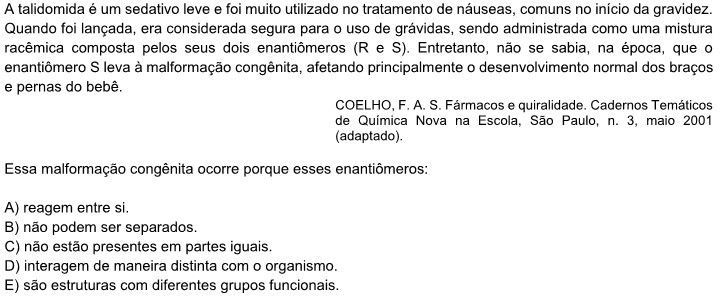 A talidomida é um sedativo leve e foi muito utilizado no tratamento de náuseas, comuns no início da gravidez.
Quando foi lançada, era considerada segura para o uso de grávidas, sendo administrada como uma mistura
racêmica composta pelos seus dois enantiômeros (R e S). Entretanto, não se sabia, na época, que o
enantiômero S leva à malformação congênita, afetando principalmente o desenvolvimento normal dos braços
e pernas do bebê.
COELHO, F. A. S. Fármacos e quiralidade. Cadernos Temáticos
de Química Nova na Escola, São Paulo, n. 3, maio 2001
(adaptado).
Essa malformação congênita ocorre porque esses enantiômeros:
A) reagem entre si.
B) não podem ser separados.
C) não estão presentes em partes iguais.
D) interagem de maneira distinta com o organismo.
E) são estruturas com diferentes grupos funcionais.